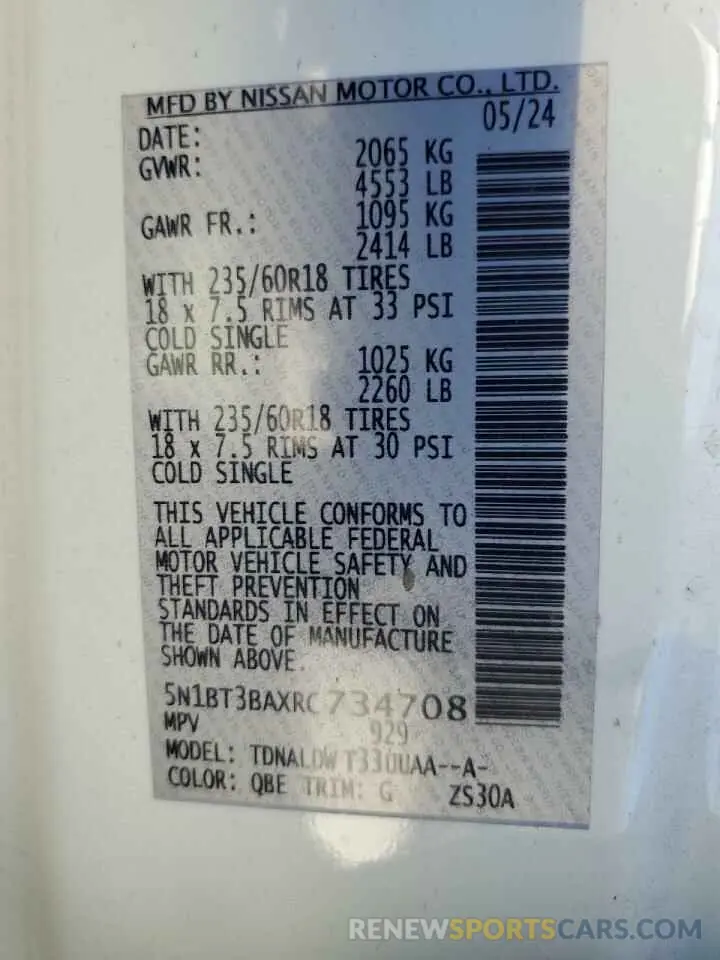 MFD BY NISSAN MOTOR CO., LTD.
DATE: 05/24
GVWR: 2065 KG
4553 LB
GAWR FR.: 1095 KG
2414 LB
WITH 235/60R18 TIRES
18 x 7.5 RIMS AT 33 PSI
COLD SINGLE
GAWR RR.: 1025 KG
2260 LB
WITH 235/60R18 TIRES
18 x 7.5 RIMS AT 30 PSI
COLD SINGLE
THIS VEHICLE CONFORMS TO
ALL APPLICABLE FEDERAL
MOTOR VEHICLE SAFETY AND
THEFT PREVENTION
STANDARDS IN EFFECT ON
THE DATE OF MANUFACTURE
SHOWN ABOVE.
5N1BT3BAXRC734708
MPV 929
MODEL: TDNALDW T33UUAA--A-
COLOR: QBE TRIM: G ZS30A
RENEWSPORTSCARS.COM